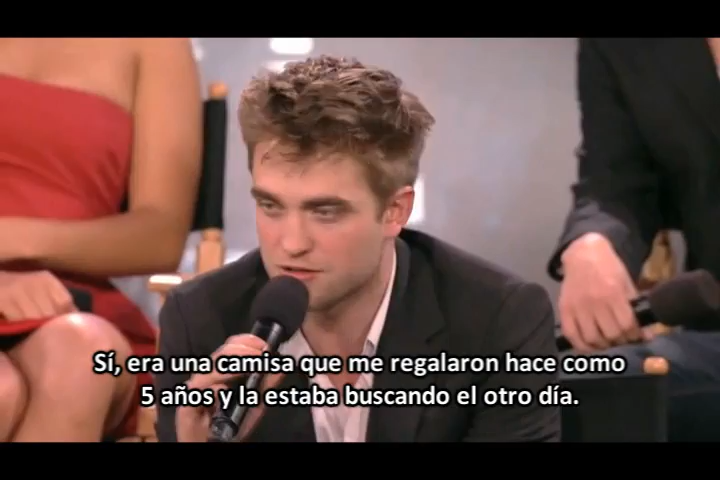 Sí, era una camisa que me regalaron hace como
5 años y la estaba buscando el otro día.